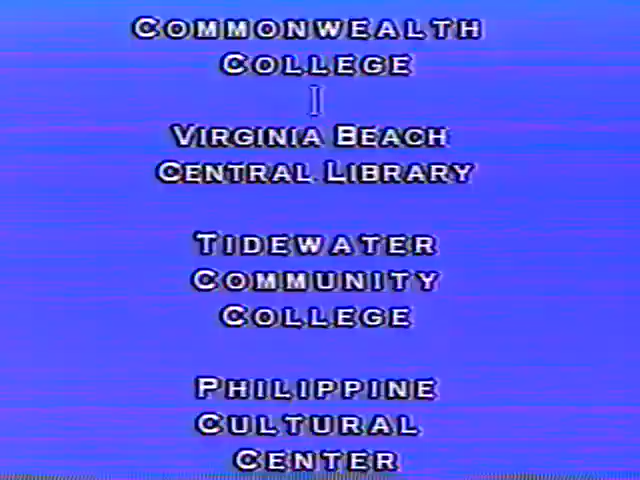 COMMONWEALTH
COLLEGE
I
VIRGINIA BEACH
CENTRAL LIBRARY
TIDEWATER
COMMUNITY
COLLEGE
PHILIPPINE
CULTURAL
CENTER